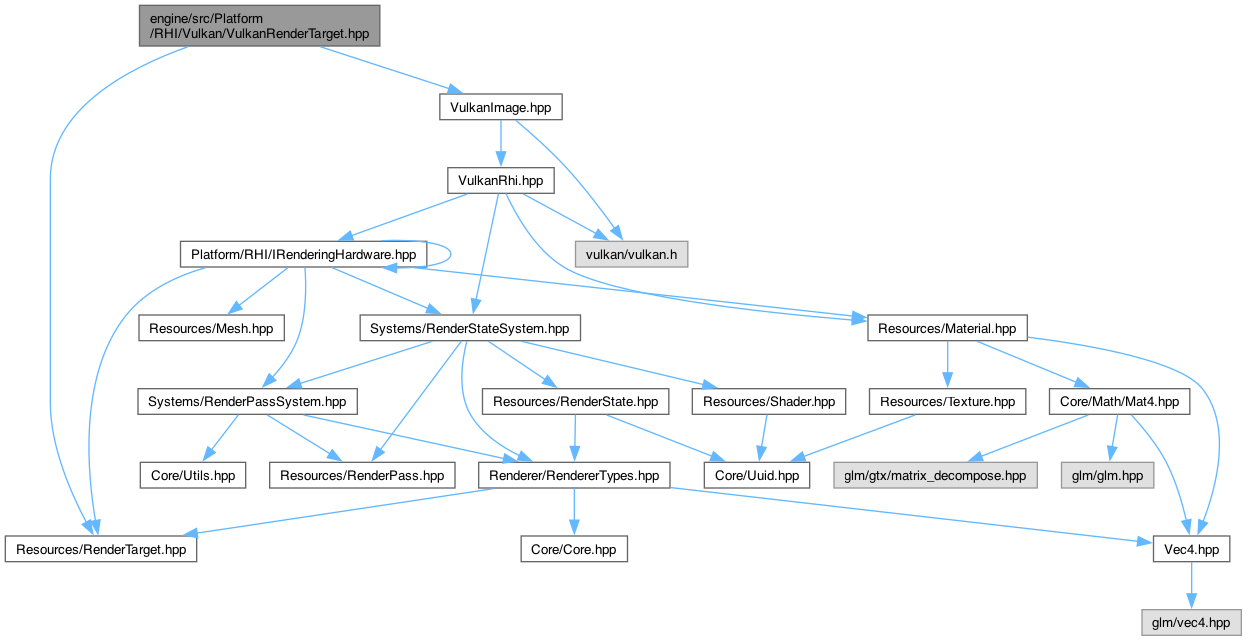 engine/src/Platform
/RHI/Vulkan/VulkanRenderTarget.hpp
VulkanImage.hpp
VulkanRhi.hpp
Platform/RHI/IRenderingHardware.hpp
vulkan/vulkan.h
Resources/Mesh.hpp
Systems/RenderStateSystem.hpp
Resources/Material.hpp
Systems/RenderPassSystem.hpp
Resources/RenderState.hpp
Resources/Shader.hpp
Resources/Texture.hpp
Core/Math/Mat4.hpp
Core/Utils.hpp
Resources/RenderPass.hpp
Renderer/RendererTypes.hpp
Core/Uuid.hpp
glm/gtx/matrix_decompose.hpp
glm/glm.hpp
Resources/RenderTarget.hpp
Core/Core.hpp
Vec4.hpp
glm/vec4.hpp